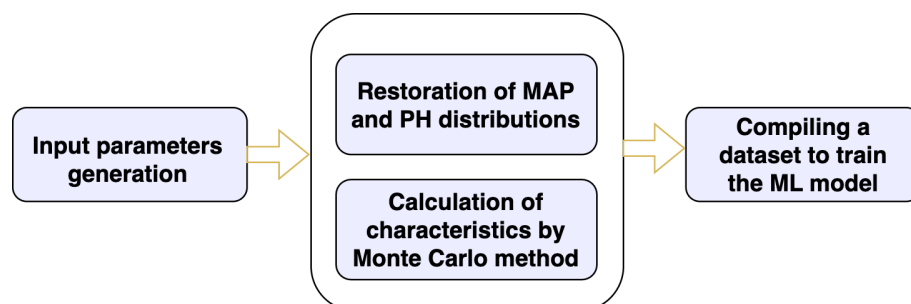 Input parameters
generation
Restoration of MAP
and PH distributions
Calculation of
characteristics by
Monte Carlo method
Compiling a
dataset to train
the ML model